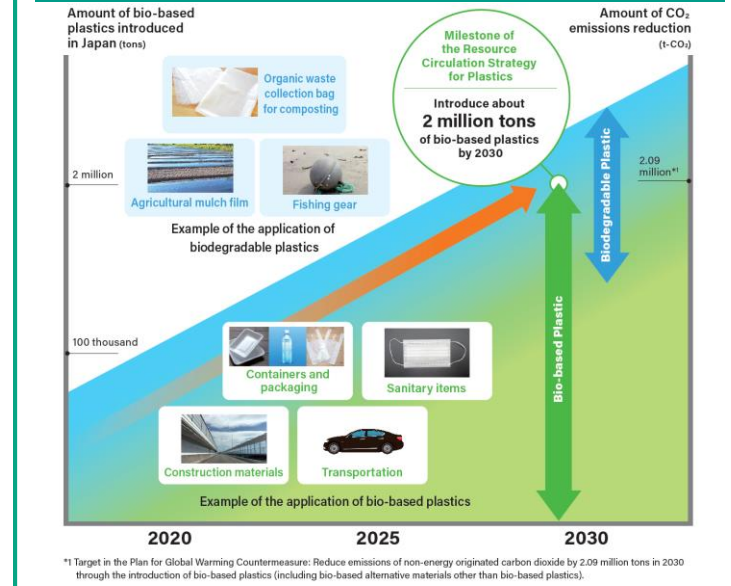 Amount of bio-based
plastics introduced
in Japan (tons)
Amount of CO₂
emissions reduction
(t-CO₂)
Milestone of
the Resource
Circulation Strategy
for Plastics
Introduce about
2 million tons
of bio-based plastics
by 2030
Organic waste
collection bag
for composting
2 million
2.09
million*¹
Agricultural mulch film
Fishing gear
Example of the application of
biodegradable plastics
Biodegradable Plastic
Bio-based Plastic
100 thousand
Containers and
packaging
Sanitary items
Construction materials
Transportation
Example of the application of bio-based plastics
2020
2025
2030
*1 Target in the Plan for Global Warming Countermeasure: Reduce emissions of non-energy originated carbon dioxide by 2.09 million tons in 2030
through the introduction of bio-based plastics (including bio-based alternative materials other than bio-based plastics).